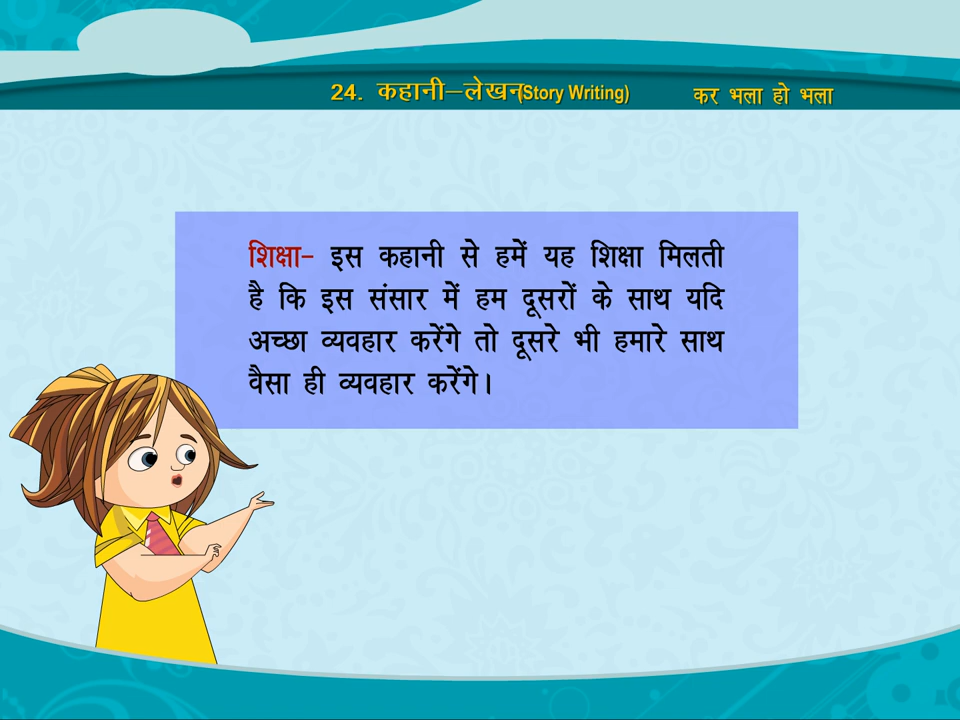 24. कहानी–लेखन(Story Writing) कर भला हो भला
शिक्षा- इस कहानी से हमें यह शिक्षा मिलती
है कि इस संसार में हम दूसरों के साथ यदि
अच्छा व्यवहार करेंगे तो दूसरे भी हमारे साथ
वैसा ही व्यवहार करेंगे।